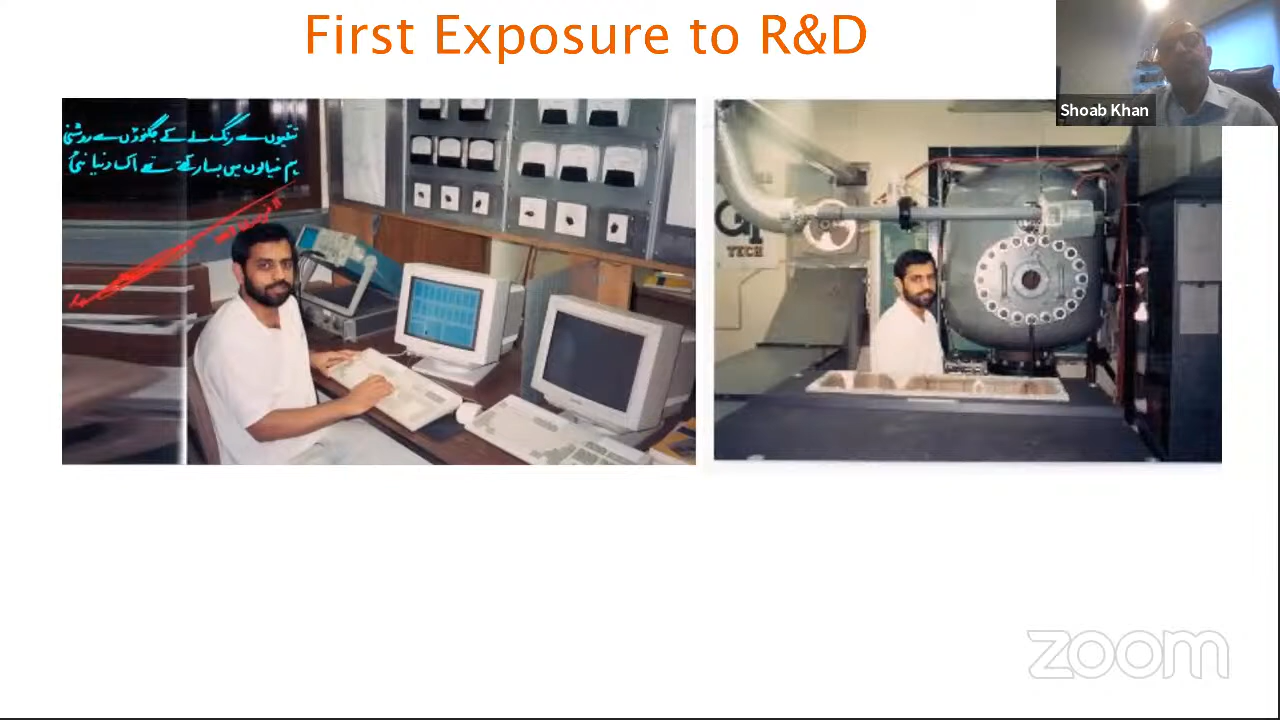 First Exposure to R&D
Shoab Khan
تتلیوں سے رنگ لے کے جگنوؤں سے روشنی
ہم خیالوں میں بسا رکھتے تھے اک دنیا نئی
TECH
zoom